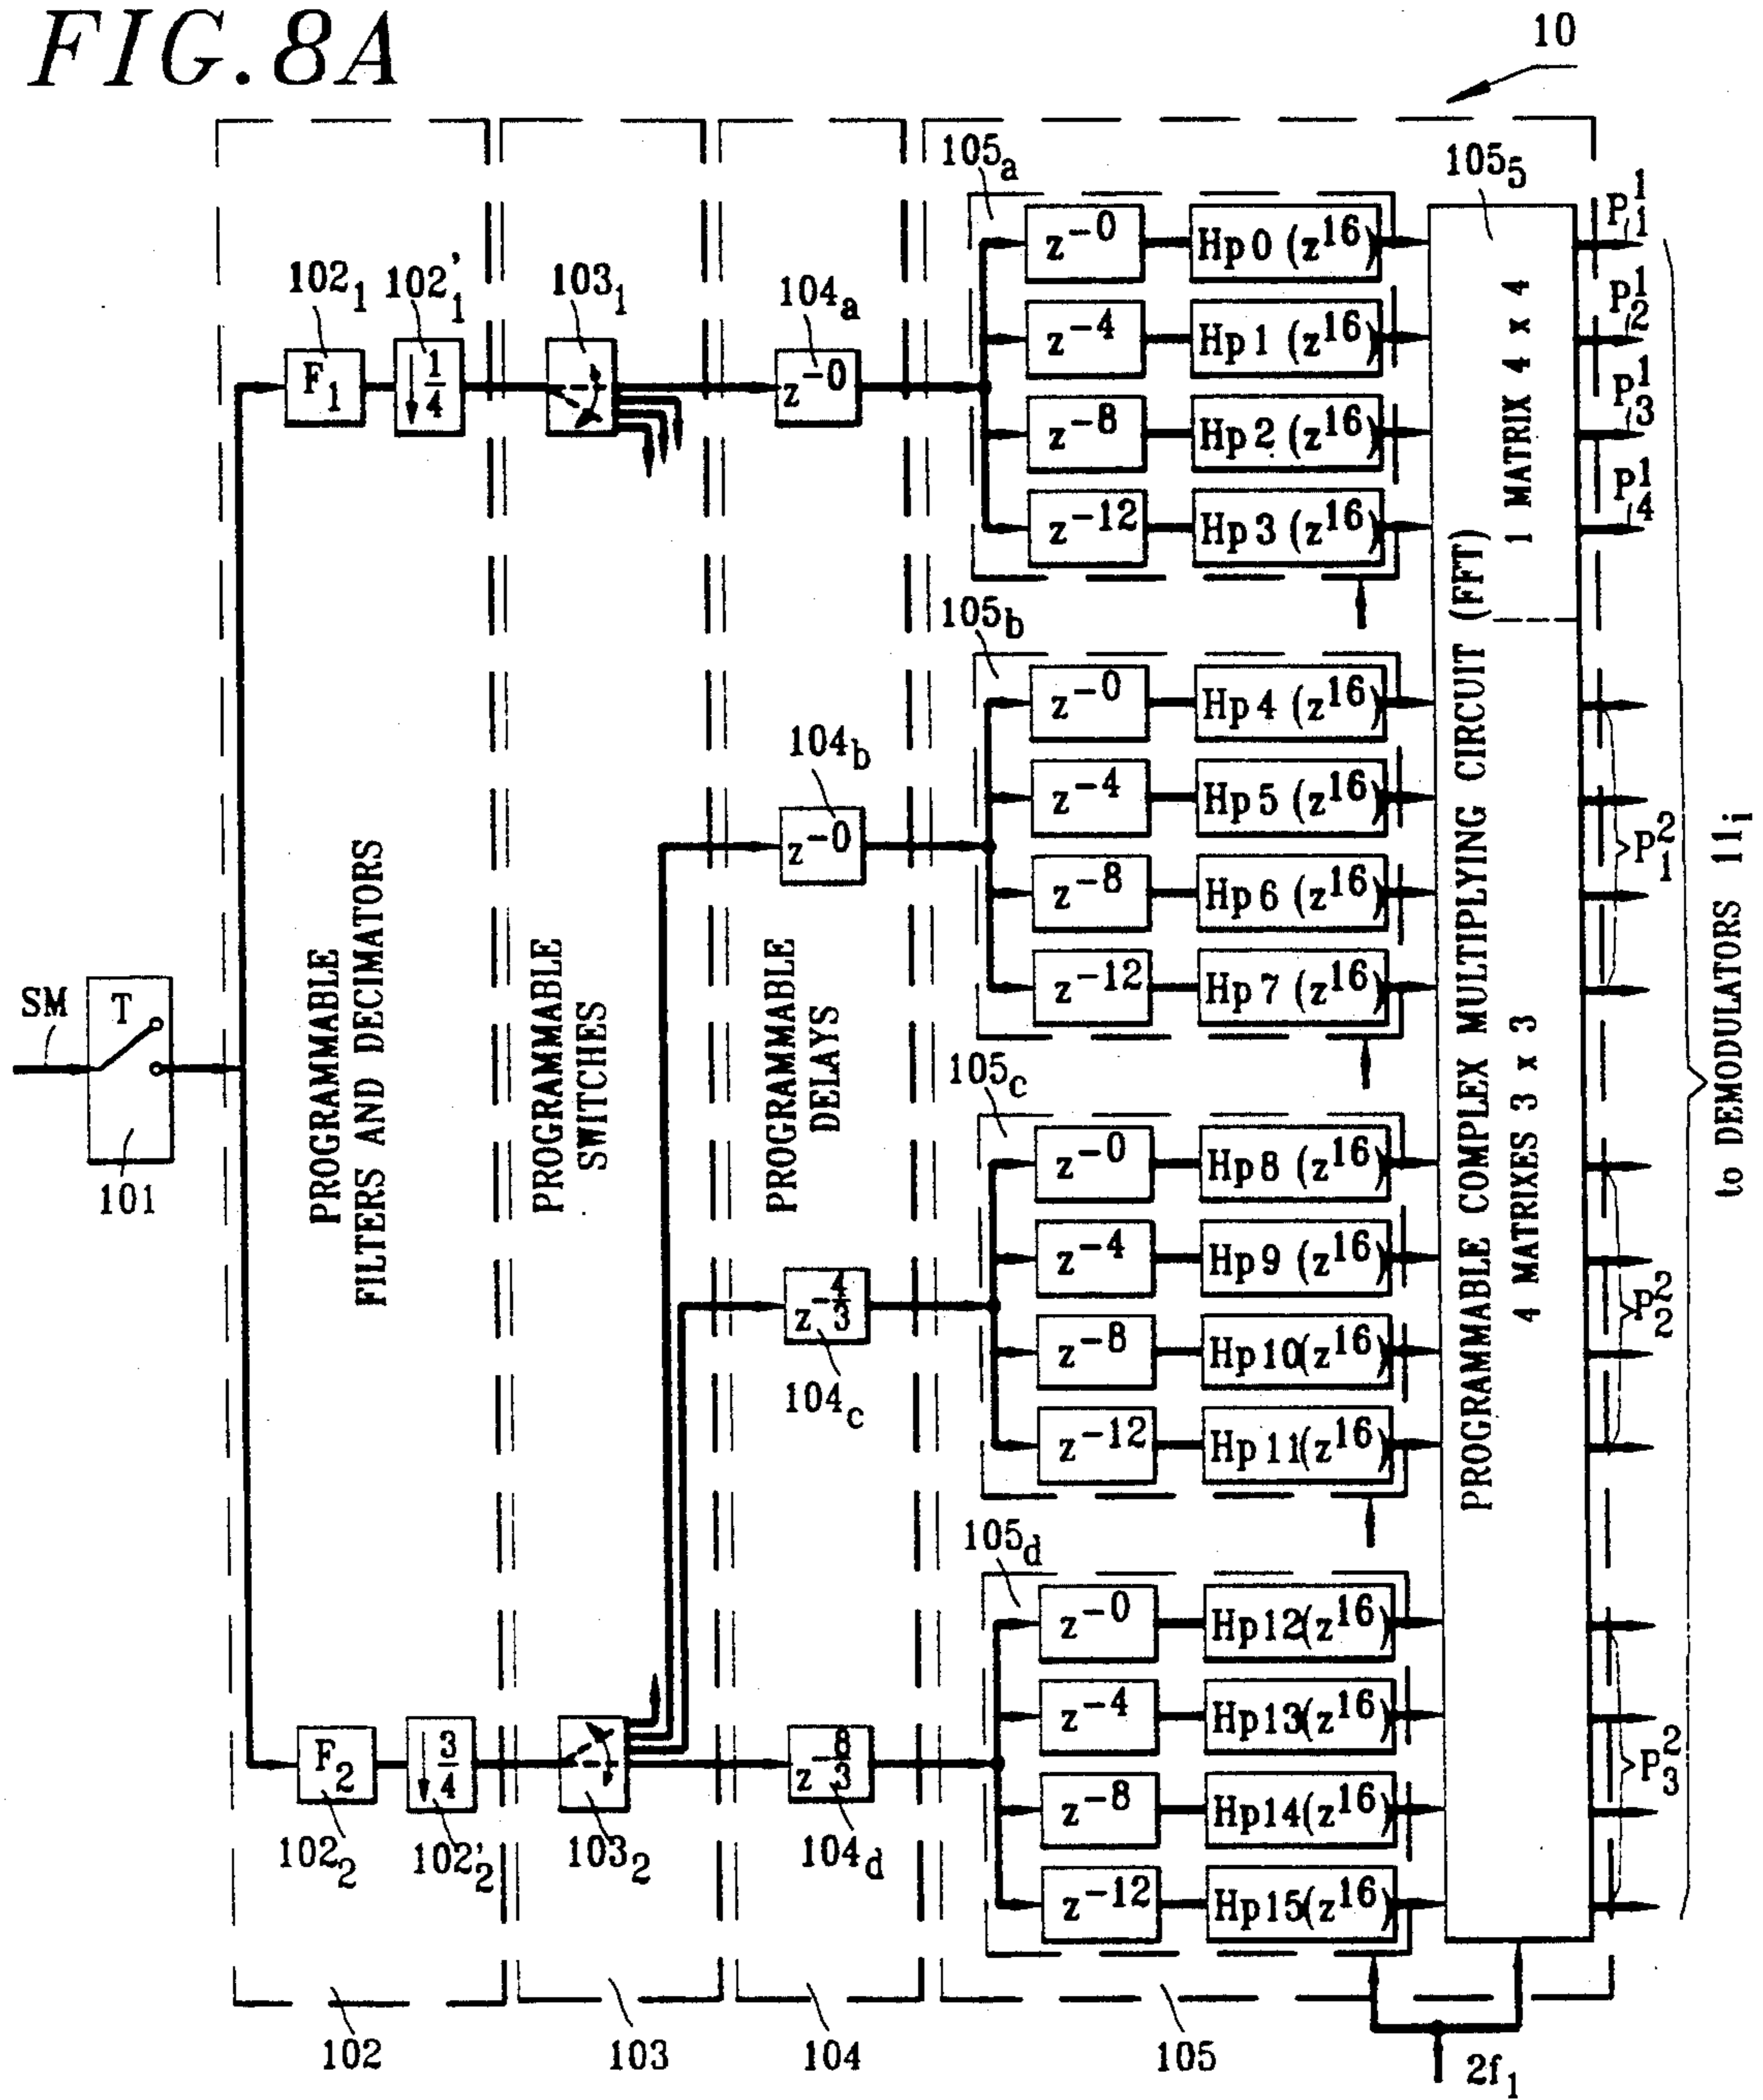 FIG.8A
10
105a
105₅
z⁻⁰ Hp0 (z¹⁶)
P¹₁
102₁ 102'₁ 103₁ 104a
z⁻⁴ Hp1 (z¹⁶)
P¹₂
F₁ ↓1/4 z⁻⁰
z⁻⁸ Hp2 (z¹⁶)
P¹₃
z⁻¹² Hp3 (z¹⁶)
P¹₄
1 MATRIX 4 x 4
PROGRAMMABLE COMPLEX MULTIPLYING CIRCUIT (FFT)
4 MATRIXES 3 x 3
105b
z⁻⁰ Hp4 (z¹⁶)
104b
z⁻⁴ Hp5 (z¹⁶)
z⁻⁰
P²₁
z⁻⁸ Hp6 (z¹⁶)
z⁻¹² Hp7 (z¹⁶)
PROGRAMMABLE
FILTERS AND DECIMATORS
PROGRAMMABLE
SWITCHES
PROGRAMMABLE
DELAYS
SM T
101
to DEMODULATORS 11i
105c
z⁻⁰ Hp8 (z¹⁶)
z⁻⁴ Hp9 (z¹⁶)
z^-4/3
P²₂
z⁻⁸ Hp10(z¹⁶)
104c
z⁻¹² Hp11(z¹⁶)
105d
z⁻⁰ Hp12(z¹⁶)
z⁻⁴ Hp13(z¹⁶)
F₂ ↓3/4 z^-8/3
P²₃
z⁻⁸ Hp14(z¹⁶)
102₂ 102'₂ 103₂ 104d
z⁻¹² Hp15(z¹⁶)
102 103 104 105 2f₁